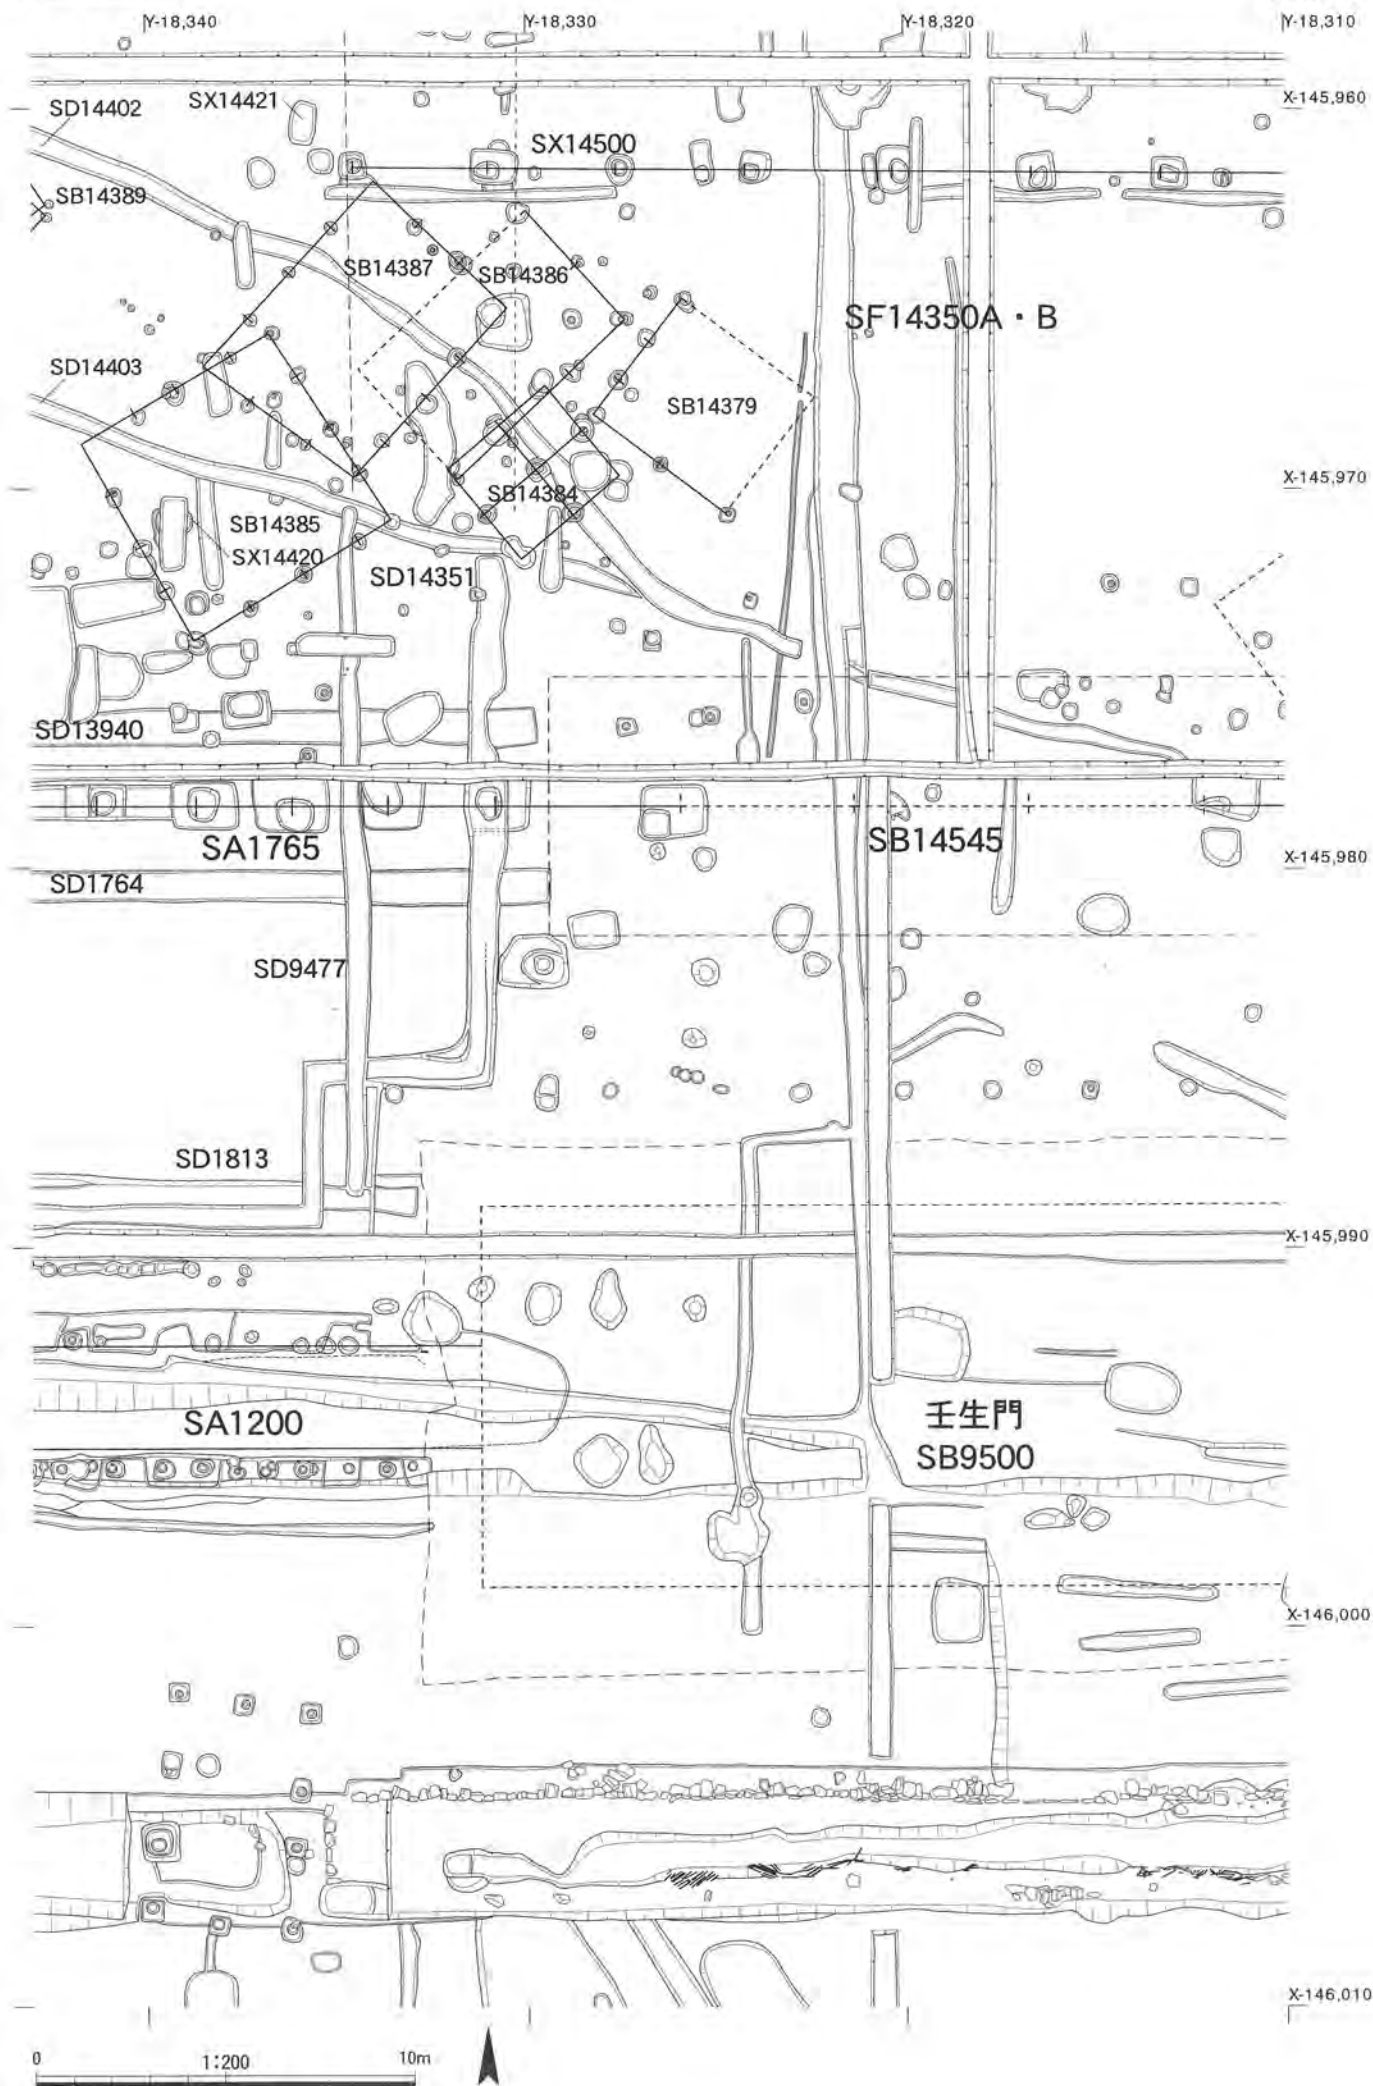 Y-18,340 Y-18,330 Y-18,320 Y-18,310
X-145,960
SD14402 SX14421
SX14500
SB14389
SB14387 SB14386
SF14350A・B
SD14403
SB14379
X-145,970
SB14384
SB14385
SX14420
SD14351
SD13940
SA1765 SB14545
X-145,980
SD1764
SD9477
SD1813
X-145,990
SA1200
壬生門
SB9500
X-146,000
X-146,010
0 1:200 10m